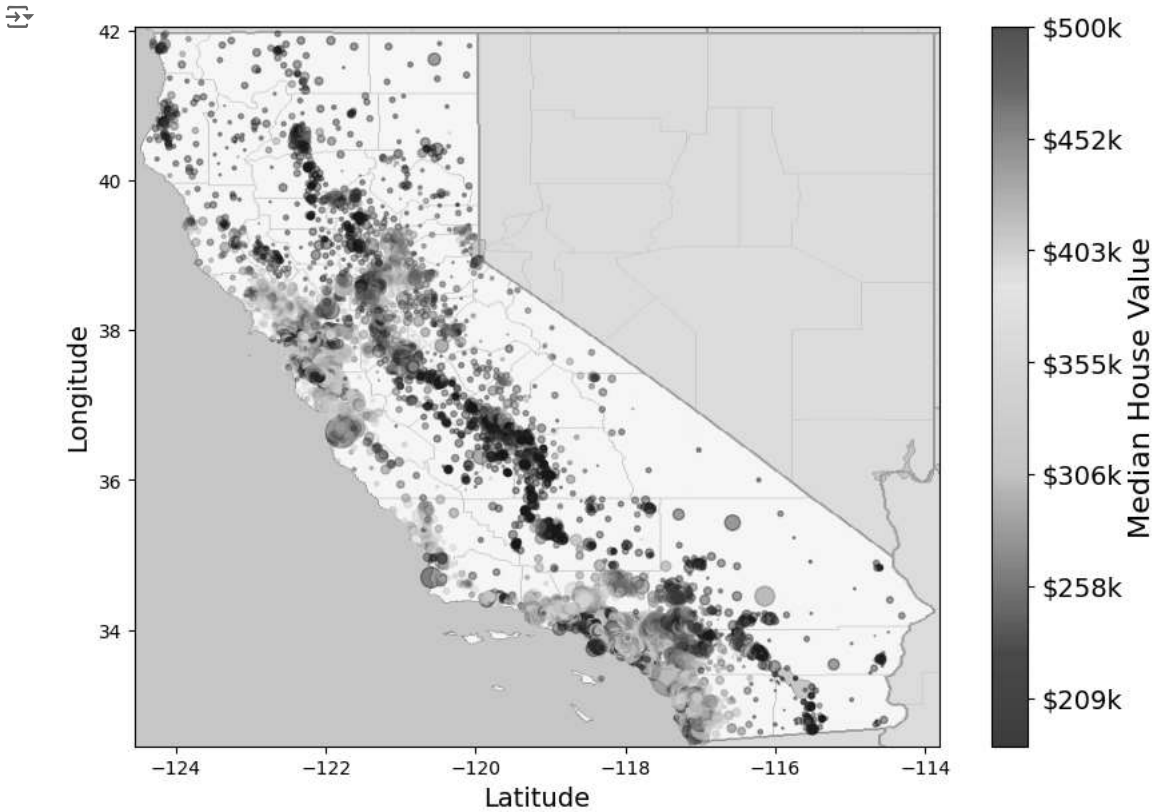 42
40
38
36
34
Longitude
−124
−122
−120
−118
−116
−114
Latitude
$500k
$452k
$403k
$355k
$306k
$258k
$209k
Median House Value